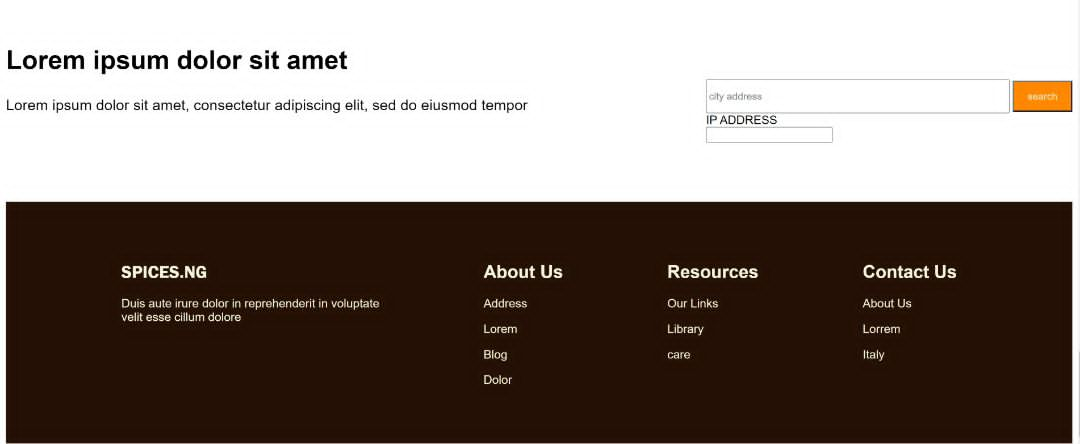 Lorem ipsum dolor sit amet
Lorem ipsum dolor sit amet, consectetur adipiscing elit, sed do eiusmod tempor
city address
search
IP ADDRESS
SPICES.NG
Duis aute irure dolor in reprehenderit in voluptate
velit esse cillum dolore
About Us
Address
Lorem
Blog
Dolor
Resources
Our Links
Library
care
Contact Us
About Us
Lorrem
Italy